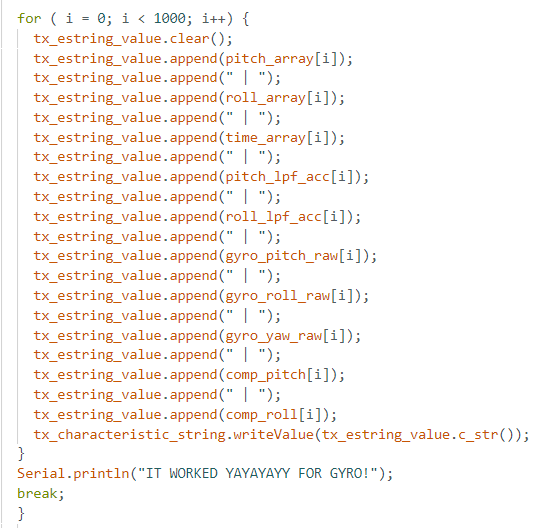 for ( i = 0; i < 1000; i++) {
tx_estring_value.clear();
tx_estring_value.append(pitch_array[i]);
tx_estring_value.append(" | ");
tx_estring_value.append(roll_array[i]);
tx_estring_value.append(" | ");
tx_estring_value.append(time_array[i]);
tx_estring_value.append(" | ");
tx_estring_value.append(pitch_lpf_acc[i]);
tx_estring_value.append(" | ");
tx_estring_value.append(roll_lpf_acc[i]);
tx_estring_value.append(" | ");
tx_estring_value.append(gyro_pitch_raw[i]);
tx_estring_value.append(" | ");
tx_estring_value.append(gyro_roll_raw[i]);
tx_estring_value.append(" | ");
tx_estring_value.append(gyro_yaw_raw[i]);
tx_estring_value.append(" | ");
tx_estring_value.append(comp_pitch[i]);
tx_estring_value.append(" | ");
tx_estring_value.append(comp_roll[i]);
tx_characteristic_string.writeValue(tx_estring_value.c_str());
}
Serial.println("IT WORKED YAYAYAYY FOR GYRO!");
break;
}